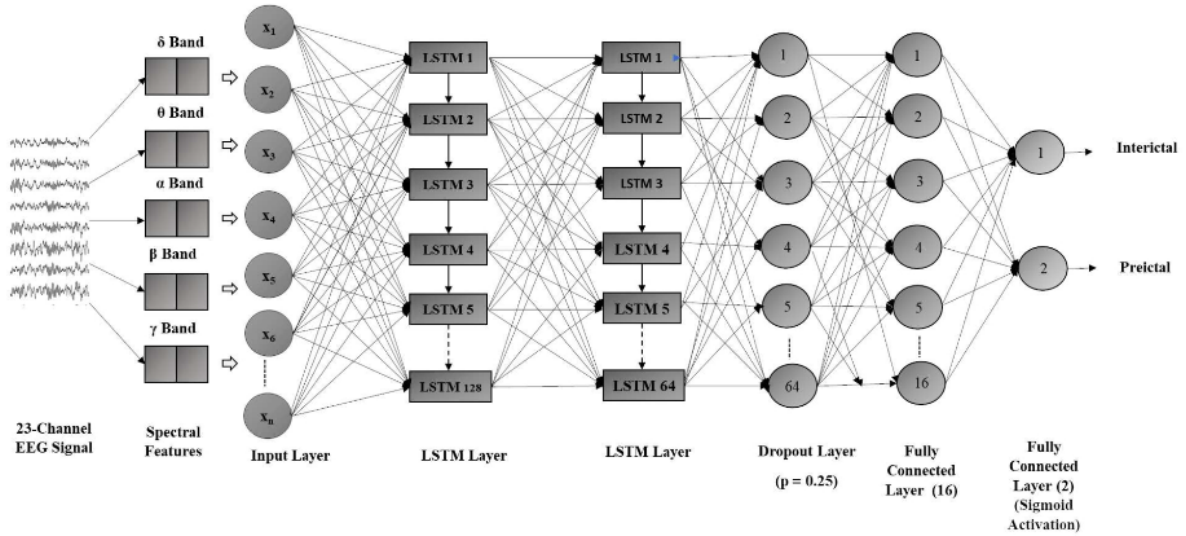 δ Band
θ Band
α Band
β Band
γ Band
23-Channel
EEG Signal
Spectral
Features
x1
x2
x3
x4
x5
x6
xn
Input Layer
LSTM 1
LSTM 2
LSTM 3
LSTM 4
LSTM 5
LSTM 128
LSTM Layer
LSTM 1
LSTM 2
LSTM 3
LSTM 4
LSTM 5
LSTM 64
LSTM Layer
1
2
3
4
5
64
Dropout Layer
(p = 0.25)
1
2
3
4
5
16
Fully
Connected
Layer (16)
1
2
Fully
Connected
Layer (2)
(Sigmoid
Activation)
Interictal
Preictal